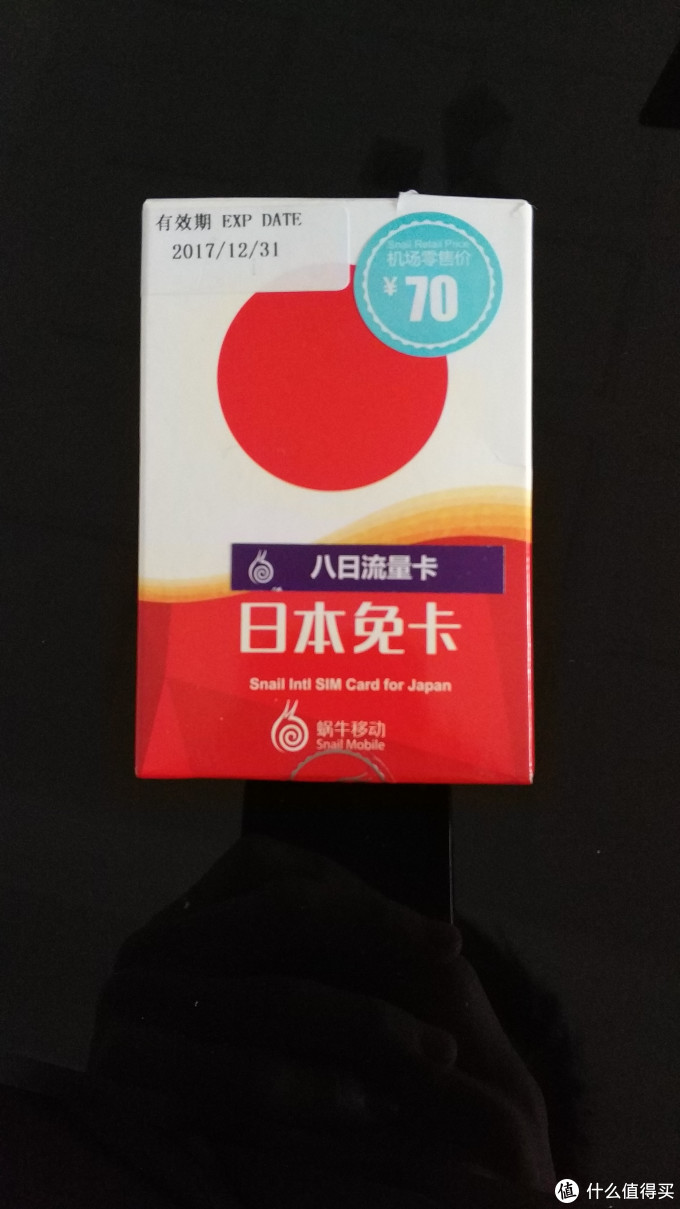 有效期 EXP DATE
2017/12/31
Snail Retail Price
机场零售价
¥70
八日流量卡
日本免卡
Snail Intl SIM Card for Japan
蜗牛移动
Snail Mobile
值 什么值得买